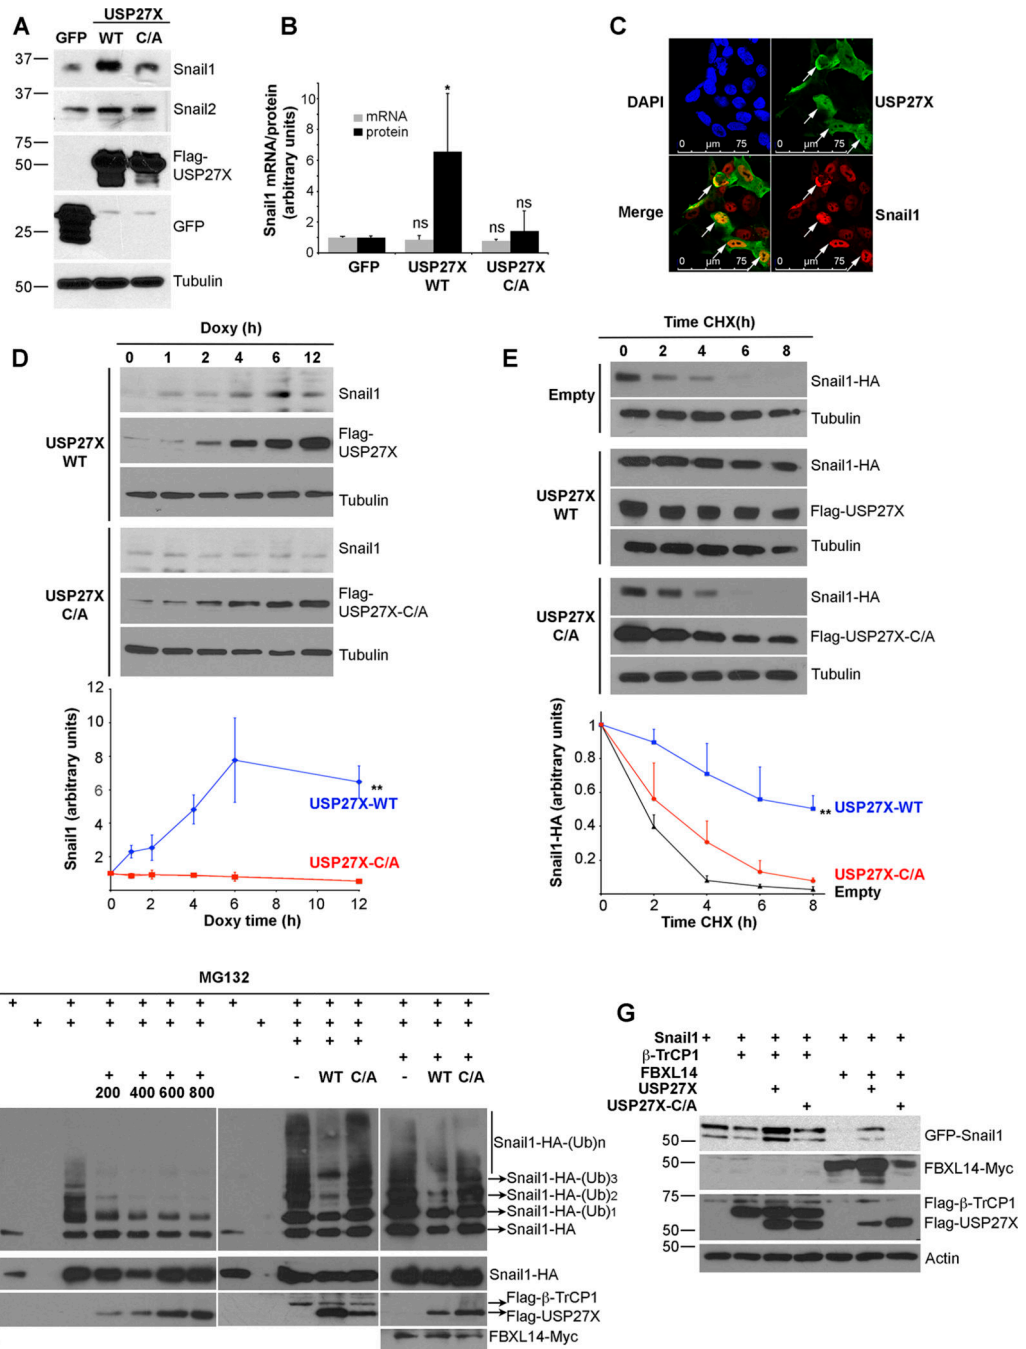 A
USP27X
GFP WT C/A
37
Snail1
37
Snail2
75
50
Flag-
USP27X
25
GFP
50
Tubulin
B
Snail1 mRNA/protein
(arbitrary units)
10
8
6
4
2
0
mRNA
protein
*
ns
ns
ns
GFP USP27X USP27X
WT C/A
C
DAPI
USP27X
0 µm 75
0 µm 75
Merge
Snail1
0 µm 75
0 µm 75
D
Doxy (h)
0 1 2 4 6 12
USP27X
WT
Snail1
Flag-
USP27X
Tubulin
USP27X
C/A
Snail1
Flag-
USP27X-C/A
Tubulin
Snail1 (arbitrary units)
12
10
8
6
4
2
**
USP27X-WT
USP27X-C/A
0 2 4 6 8 10 12
Doxy time (h)
E
Time CHX(h)
0 2 4 6 8
Empty
Snail1-HA
Tubulin
USP27X
WT
Snail1-HA
Flag-USP27X
Tubulin
USP27X
C/A
Snail1-HA
Flag-USP27X-C/A
Tubulin
Snail1-HA (arbitrary units)
1
0.8
0.6
0.4
0.2
USP27X-WT
**
USP27X-C/A
Empty
0 2 4 6 8
Time CHX (h)
MG132
+ + + + + + + + + + + + + +
+ + + + + + + + + + + + +
+ + +
+ + +
+ + + + - WT C/A - WT C/A
200 400 600 800
Snail1-HA-(Ub)n
Snail1-HA-(Ub)3
Snail1-HA-(Ub)2
Snail1-HA-(Ub)1
Snail1-HA
Snail1-HA
Flag-β-TrCP1
Flag-USP27X
FBXL14-Myc
G
Snail1 + + + + + + +
β-TrCP1 + + +
FBXL14 + + +
USP27X + +
USP27X-C/A + +
50
GFP-Snail1
50
FBXL14-Myc
75
Flag-β-TrCP1
50
Flag-USP27X
50
Actin